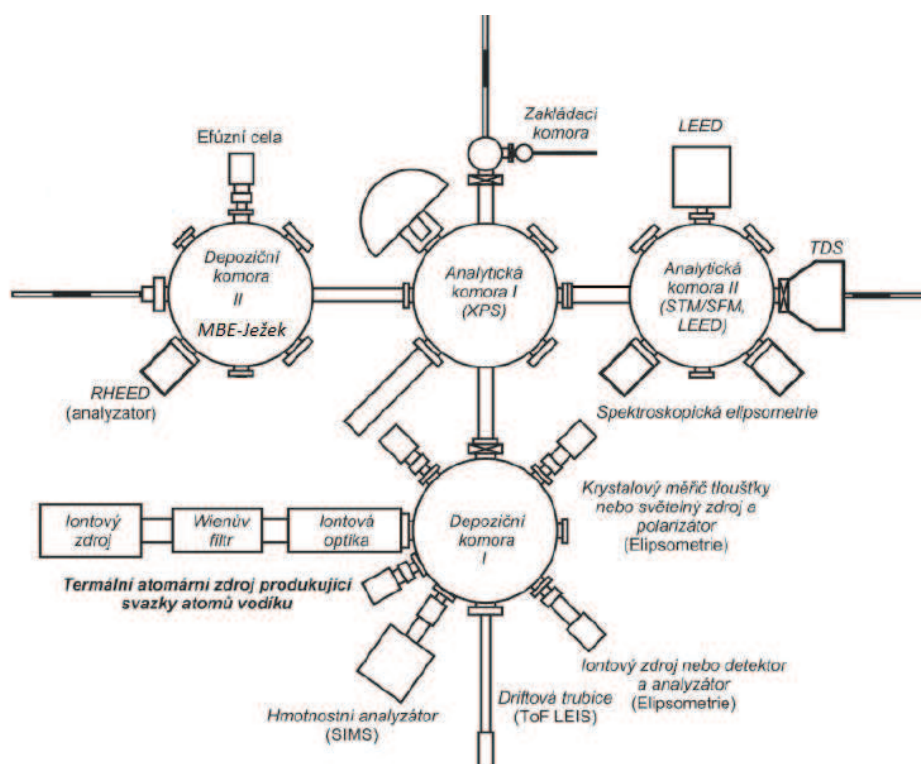 Zakládací
komora
LEED
Efúzní cela
TDS
Depoziční
komora
II
MBE-Ježek
Analytická
komora I
(XPS)
Analytická
komora II
(STM/SFM,
LEED)
RHEED
(analyzator)
Spektroskopická elipsometrie
Krystalový měřič tloušťky
nebo světelný zdroj a
polarizátor
(Elipsometrie)
Iontový
zdroj
Wienův
filtr
Iontová
optika
Depoziční
komora
I
Termální atomární zdroj produkující
svazky atomů vodíku
Iontový zdroj nebo detektor
a analyzátor
(Elipsometrie)
Driftová trubice
(ToF LEIS)
Hmotnostní analyzátor
(SIMS)